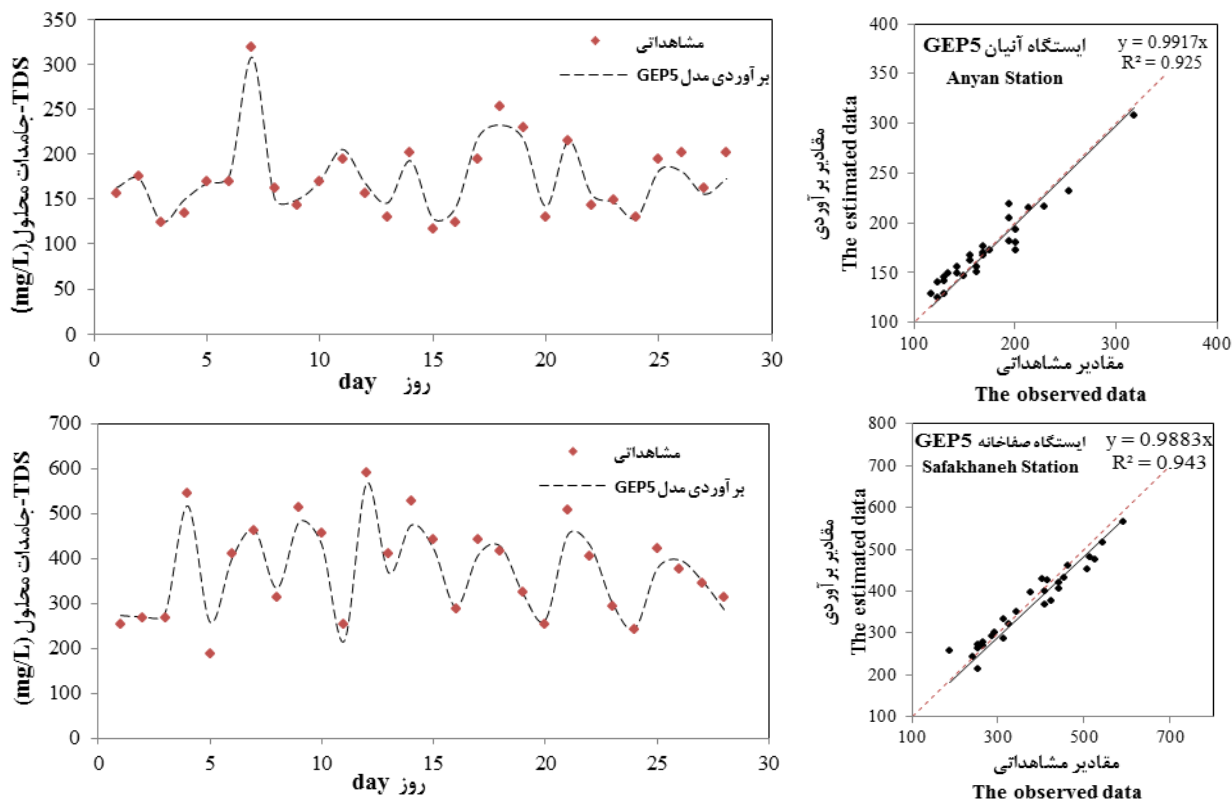 350
300
250
200
150
100
50
0
TDS-جامدات محلول (mg/L)
مشاهداتی
برآوردی مدل GEP5
0 5 10 15 20 25 30
روز day
400
350
300
250
200
150
100
ایستگاه آنیان GEP5
Anyan Station
y = 0.9917x
R² = 0.925
مقادیر برآوردی
The estimated data
100 200 300 400
مقادیر مشاهداتی
The observed data
700
600
500
400
300
200
100
0
TDS-جامدات محلول (mg/L)
مشاهداتی
برآوردی مدل GEP5
0 5 10 15 20 25 30
روز day
800
700
600
500
400
300
200
100
ایستگاه صفاخانه GEP5
Safakhaneh Station
y = 0.9883x
R² = 0.943
مقادیر برآوردی
The estimated data
100 300 500 700
مقادیر مشاهداتی
The observed data